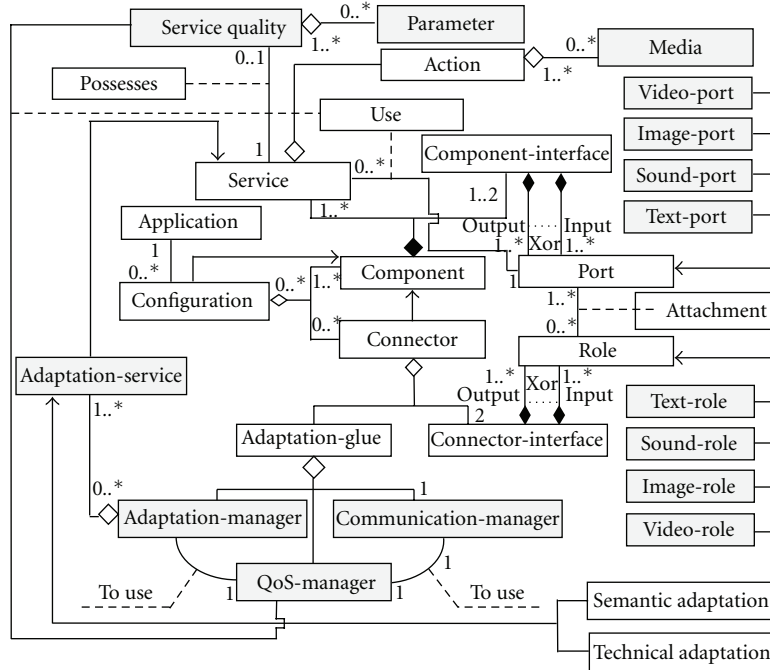 Service quality
0..*
1..*
Parameter
0..*
1..*
Media
0..1
Action
Possesses
Video-port
Use
Image-port
Component-interface
1
Service
0..*
Sound-port
1..*
1..2
Text-port
Application
Output
Input
1
1..*
Xor
1..*
0..*
Component
1
Port
Configuration
0..*
1..*
1..*
Attachment
0..*
Connector
0..*
Role
Adaptation-service
1..*
Xor
1..*
Output
Input
Text-role
1..*
2
Adaptation-glue
Connector-interface
Sound-role
0..*
1
Image-role
Adaptation-manager
Communication-manager
Video-role
1
To use
QoS-manager
To use
1
1
Semantic adaptation
Technical adaptation